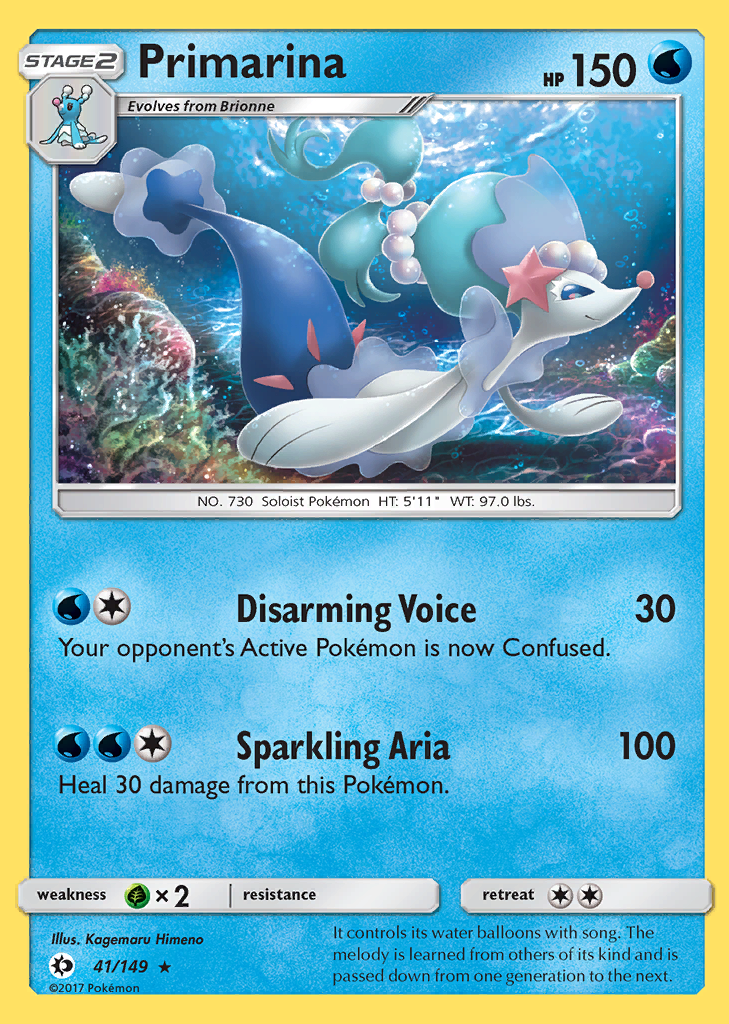 STAGE2 Primarina HP 150
Evolves from Brionne
NO. 730 Soloist Pokémon HT: 5'11" WT: 97.0 lbs.
Disarming Voice 30
Your opponent's Active Pokémon is now Confused.
Sparkling Aria 100
Heal 30 damage from this Pokémon.
weakness × 2 resistance retreat
Illus. Kagemaru Himeno
41/149 ★
©2017 Pokémon
It controls its water balloons with song. The
melody is learned from others of its kind and is
passed down from one generation to the next.